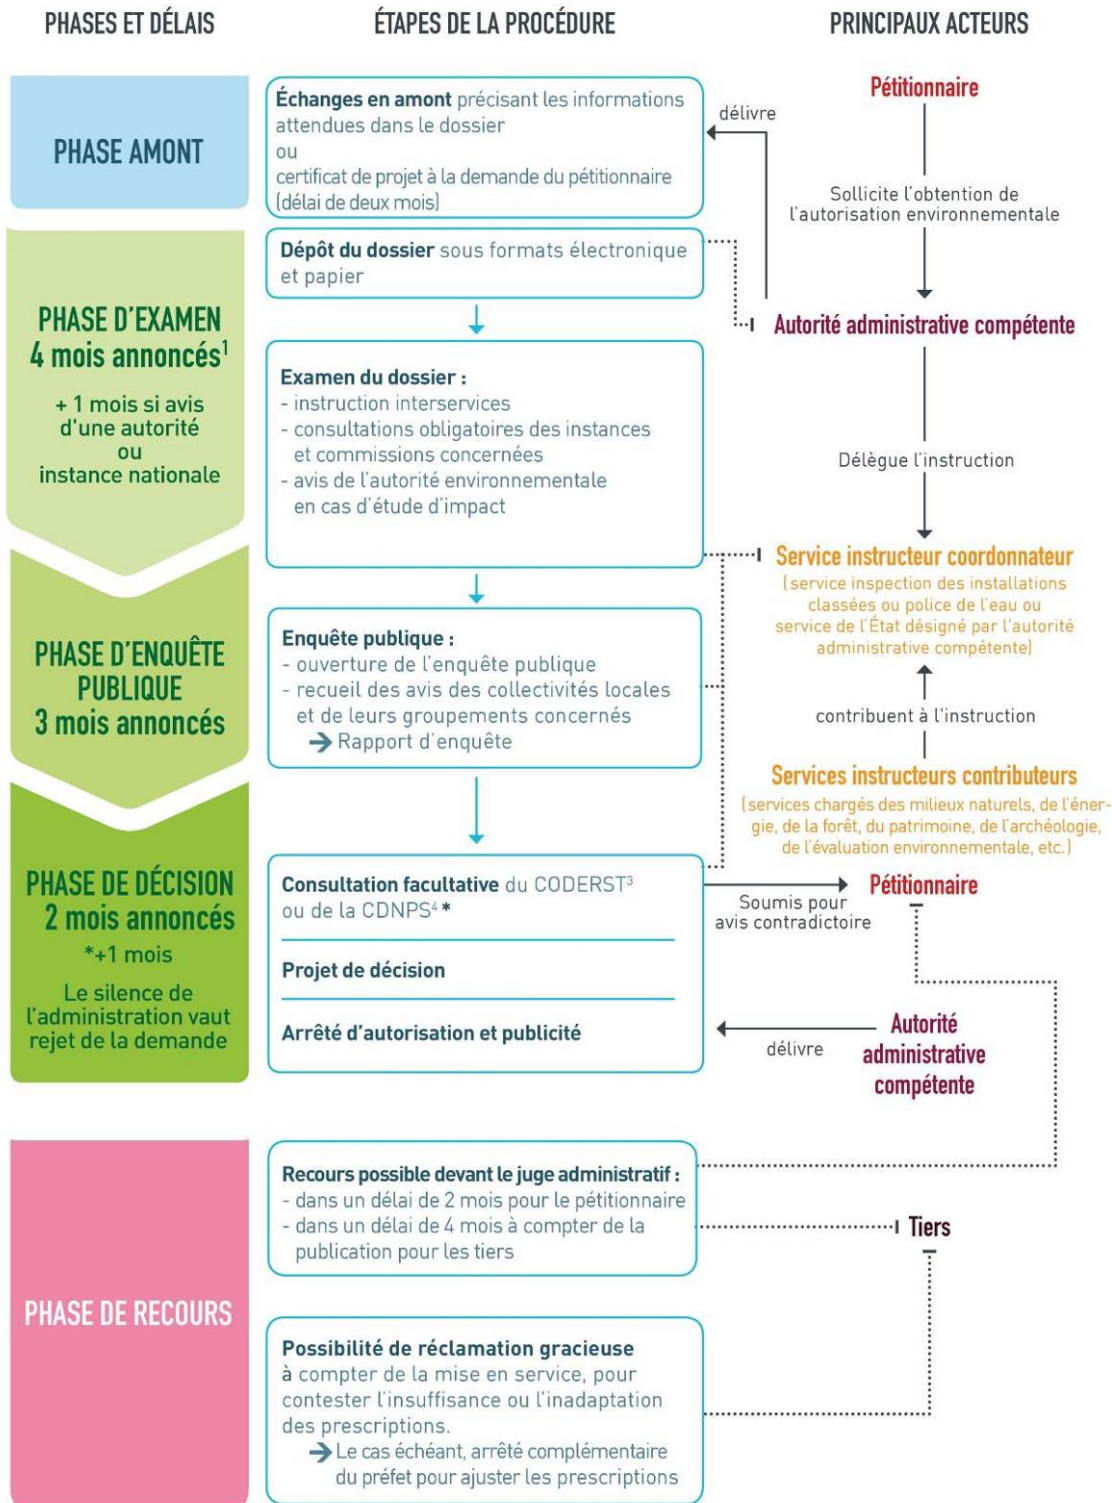 PHASES ET DÉLAIS
ÉTAPES DE LA PROCÉDURE
PRINCIPAUX ACTEURS
PHASE AMONT
Échanges en amont précisant les informations
attendues dans le dossier
ou
certificat de projet à la demande du pétitionnaire
(délai de deux mois)
délivre
Pétitionnaire
Sollicite l'obtention de
l'autorisation environnementale
PHASE D'EXAMEN
4 mois annoncés¹
+ 1 mois si avis
d'une autorité
ou
instance nationale
Dépôt du dossier sous formats électronique
et papier
Autorité administrative compétente
Examen du dossier :
- instruction interservices
- consultations obligatoires des instances
et commissions concernées
- avis de l'autorité environnementale
en cas d'étude d'impact
Délègue l'instruction
Service instructeur coordonnateur
(service inspection des installations
classées ou police de l'eau ou
service de l'État désigné par l'autorité
administrative compétente)
PHASE D'ENQUÊTE
PUBLIQUE
3 mois annoncés
Enquête publique :
- ouverture de l'enquête publique
- recueil des avis des collectivités locales
et de leurs groupements concernés
➔ Rapport d'enquête
contribuent à l'instruction
Services instructeurs contributeurs
(services chargés des milieux naturels, de l'éner-
gie, de la forêt, du patrimoine, de l'archéologie,
de l'évaluation environnementale, etc.)
PHASE DE DÉCISION
2 mois annoncés
*+1 mois
Le silence de
l'administration vaut
rejet de la demande
Consultation facultative du CODERST³
ou de la CDNPS⁴ *
Projet de décision
Arrêté d'autorisation et publicité
Soumis pour
avis contradictoire
Pétitionnaire
délivre
Autorité
administrative
compétente
PHASE DE RECOURS
Recours possible devant le juge administratif :
- dans un délai de 2 mois pour le pétitionnaire
- dans un délai de 4 mois à compter de la
publication pour les tiers
Tiers
Possibilité de réclamation gracieuse
à compter de la mise en service, pour
contester l'insuffisance ou l'inadaptation
des prescriptions.
➔ Le cas échéant, arrêté complémentaire
du préfet pour ajuster les prescriptions